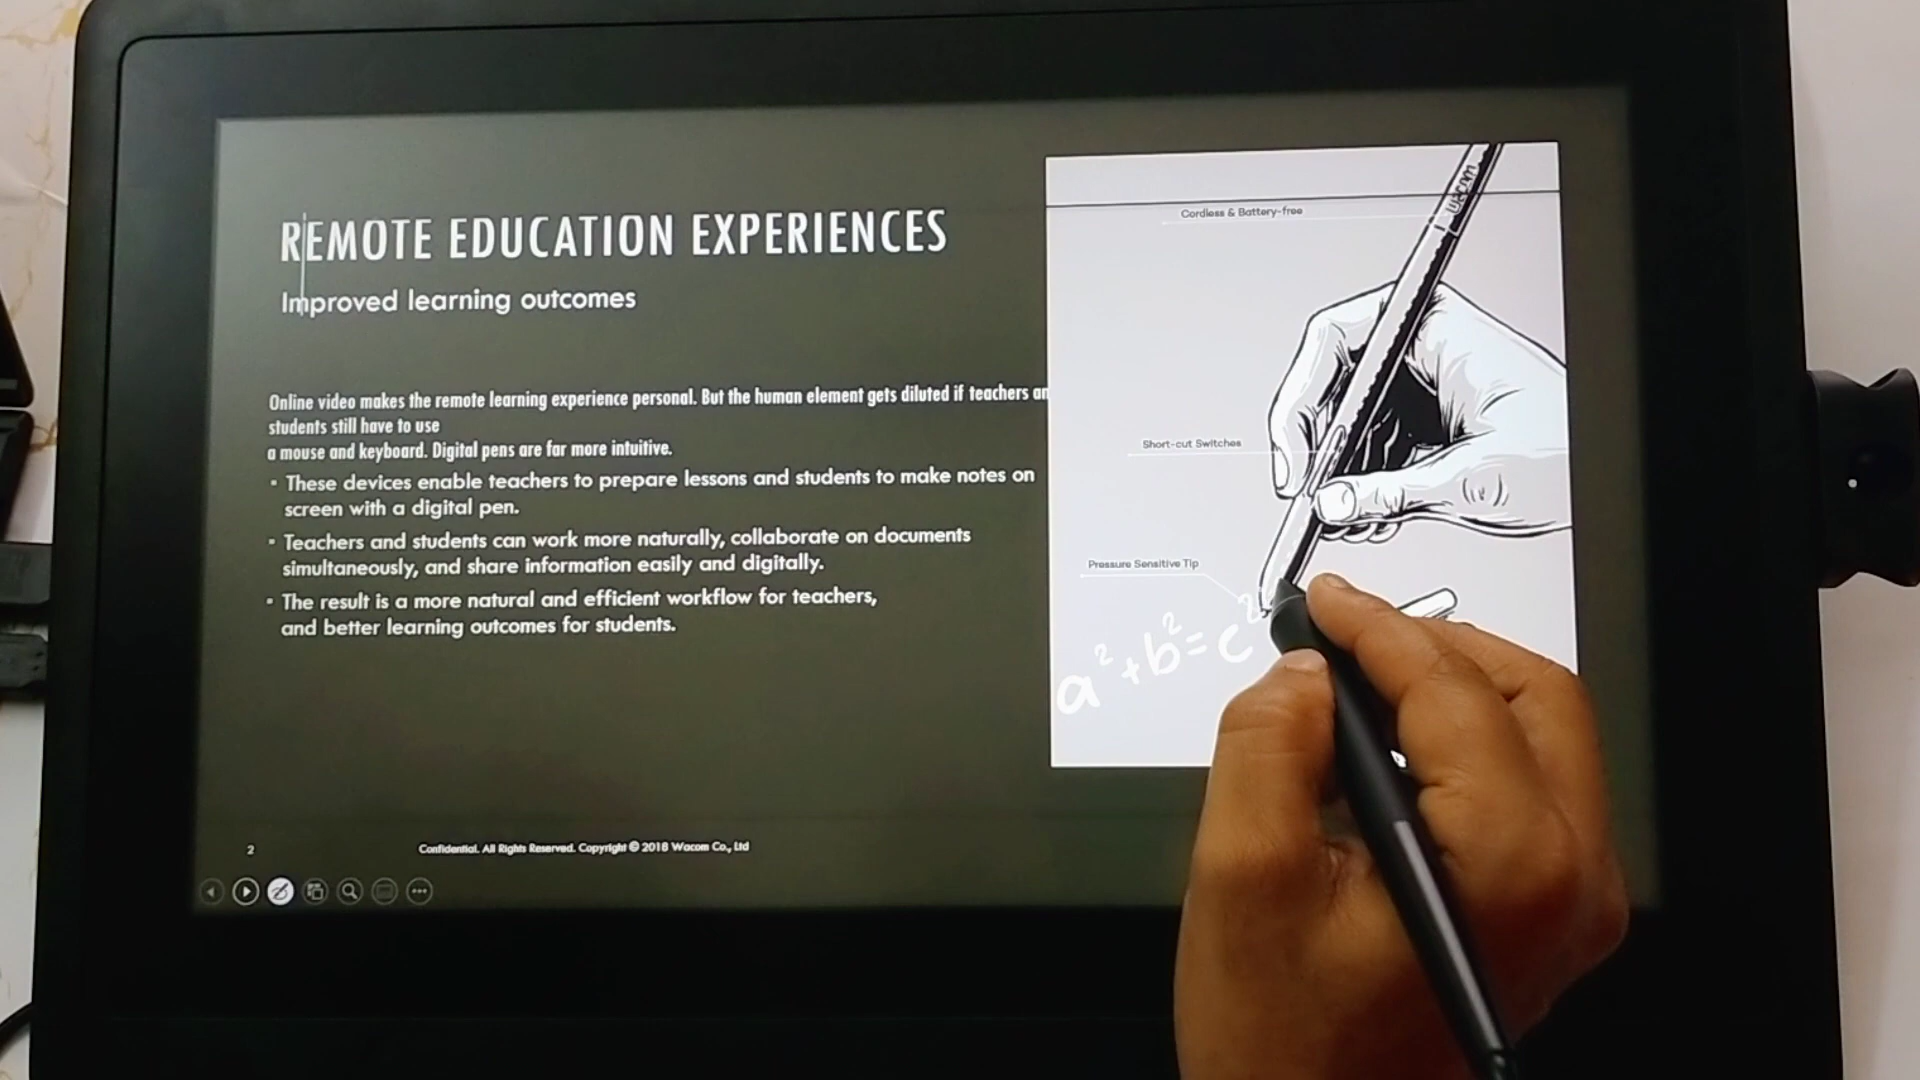 REMOTE EDUCATION EXPERIENCES
Improved learning outcomes
Online video makes the remote learning experience personal. But the human element gets diluted if teachers an
students still have to use
a mouse and keyboard. Digital pens are far more intuitive.
▪ These devices enable teachers to prepare lessons and students to make notes on
screen with a digital pen.
▪ Teachers and students can work more naturally, collaborate on documents
simultaneously, and share information easily and digitally.
▪ The result is a more natural and efficient workflow for teachers,
and better learning outcomes for students.
2
Confidential. All Rights Reserved. Copyright © 2018 Wacom Co., Ltd
wacom
Cordless & Battery-free
Short-cut Switches
Pressure Sensitive Tip
a²+b²=c²